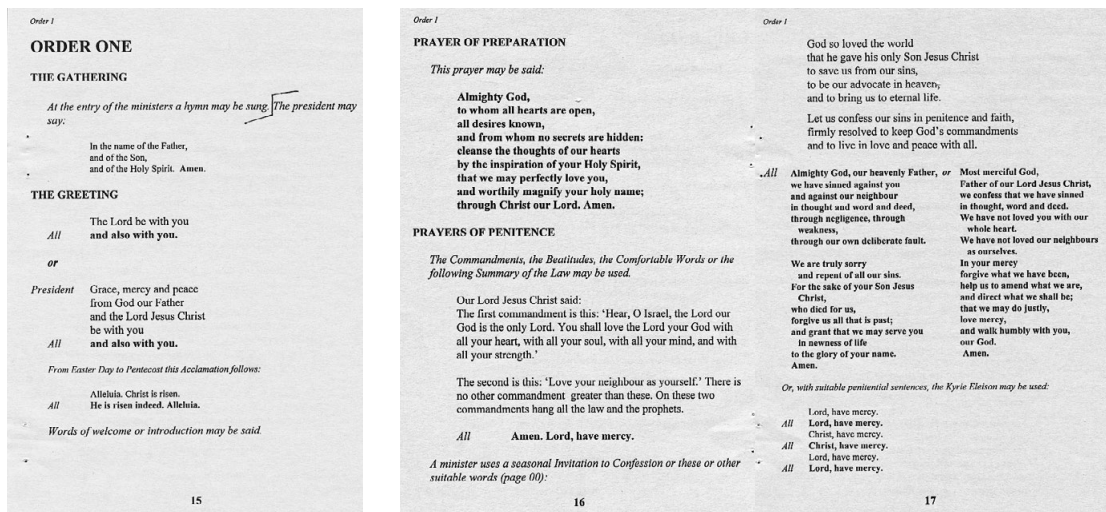 Order 1
ORDER ONE
THE GATHERING
At the entry of the ministers a hymn may be sung. The president may
say:
In the name of the Father,
and of the Son,
and of the Holy Spirit. Amen.
THE GREETING
The Lord be with you
All and also with you.
or
President Grace, mercy and peace
from God our Father
and the Lord Jesus Christ
be with you
All and also with you.
From Easter Day to Pentecost this Acclamation follows:
Alleluia. Christ is risen.
All He is risen indeed. Alleluia.
Words of welcome or introduction may be said.
15
Order 1
PRAYER OF PREPARATION
This prayer may be said:
Almighty God,
to whom all hearts are open,
all desires known,
and from whom no secrets are hidden:
cleanse the thoughts of our hearts
by the inspiration of your Holy Spirit,
that we may perfectly love you,
and worthily magnify your holy name;
through Christ our Lord. Amen.
PRAYERS OF PENITENCE
The Commandments, the Beatitudes, the Comfortable Words or the
following Summary of the Law may be used.
Our Lord Jesus Christ said:
The first commandment is this: ‘Hear, O Israel, the Lord our
God is the only Lord. You shall love the Lord your God with
all your heart, with all your soul, with all your mind, and with
all your strength.’
The second is this: ‘Love your neighbour as yourself.’ There is
no other commandment greater than these. On these two
commandments hang all the law and the prophets.
All Amen. Lord, have mercy.
A minister uses a seasonal Invitation to Confession or these or other
suitable words (page 00):
16
Order 1
God so loved the world
that he gave his only Son Jesus Christ
to save us from our sins,
to be our advocate in heaven,
and to bring us to eternal life.
Let us confess our sins in penitence and faith,
firmly resolved to keep God’s commandments
and to live in love and peace with all.
All Almighty God, our heavenly Father, or
we have sinned against you
and against our neighbour
in thought and word and deed,
through negligence, through
weakness,
through our own deliberate fault.
We are truly sorry
and repent of all our sins.
For the sake of your Son Jesus
Christ,
who died for us,
forgive us all that is past;
and grant that we may serve you
in newness of life
to the glory of your name.
Amen.
Most merciful God,
Father of our Lord Jesus Christ,
we confess that we have sinned
in thought, word and deed.
We have not loved you with our
whole heart.
We have not loved our neighbours
as ourselves.
In your mercy
forgive what we have been,
help us to amend what we are,
and direct what we shall be;
that we may do justly,
love mercy,
and walk humbly with you,
our God.
Amen.
Or, with suitable penitential sentences, the Kyrie Eleison may be used:
Lord, have mercy.
All Lord, have mercy.
Christ, have mercy.
All Christ, have mercy.
Lord, have mercy.
All Lord, have mercy.
17